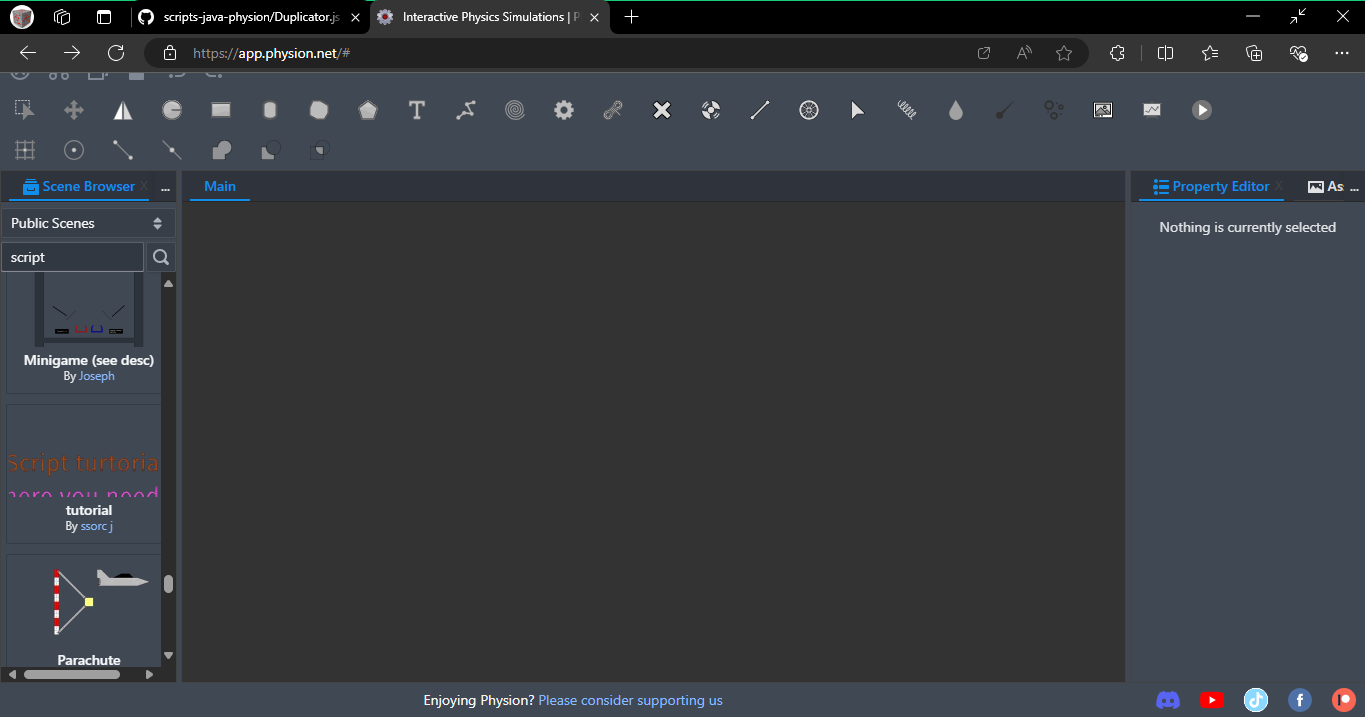 scripts-java-physion/Duplicator.js
Interactive Physics Simulations | P
https://app.physion.net/#
Scene Browser
...
Main
Property Editor
As ...
Public Scenes
Nothing is currently selected
script
Minigame (see desc)
By Joseph
Script turtoria
here you need
tutorial
By ssorc j
Parachute
Enjoying Physion? Please consider supporting us